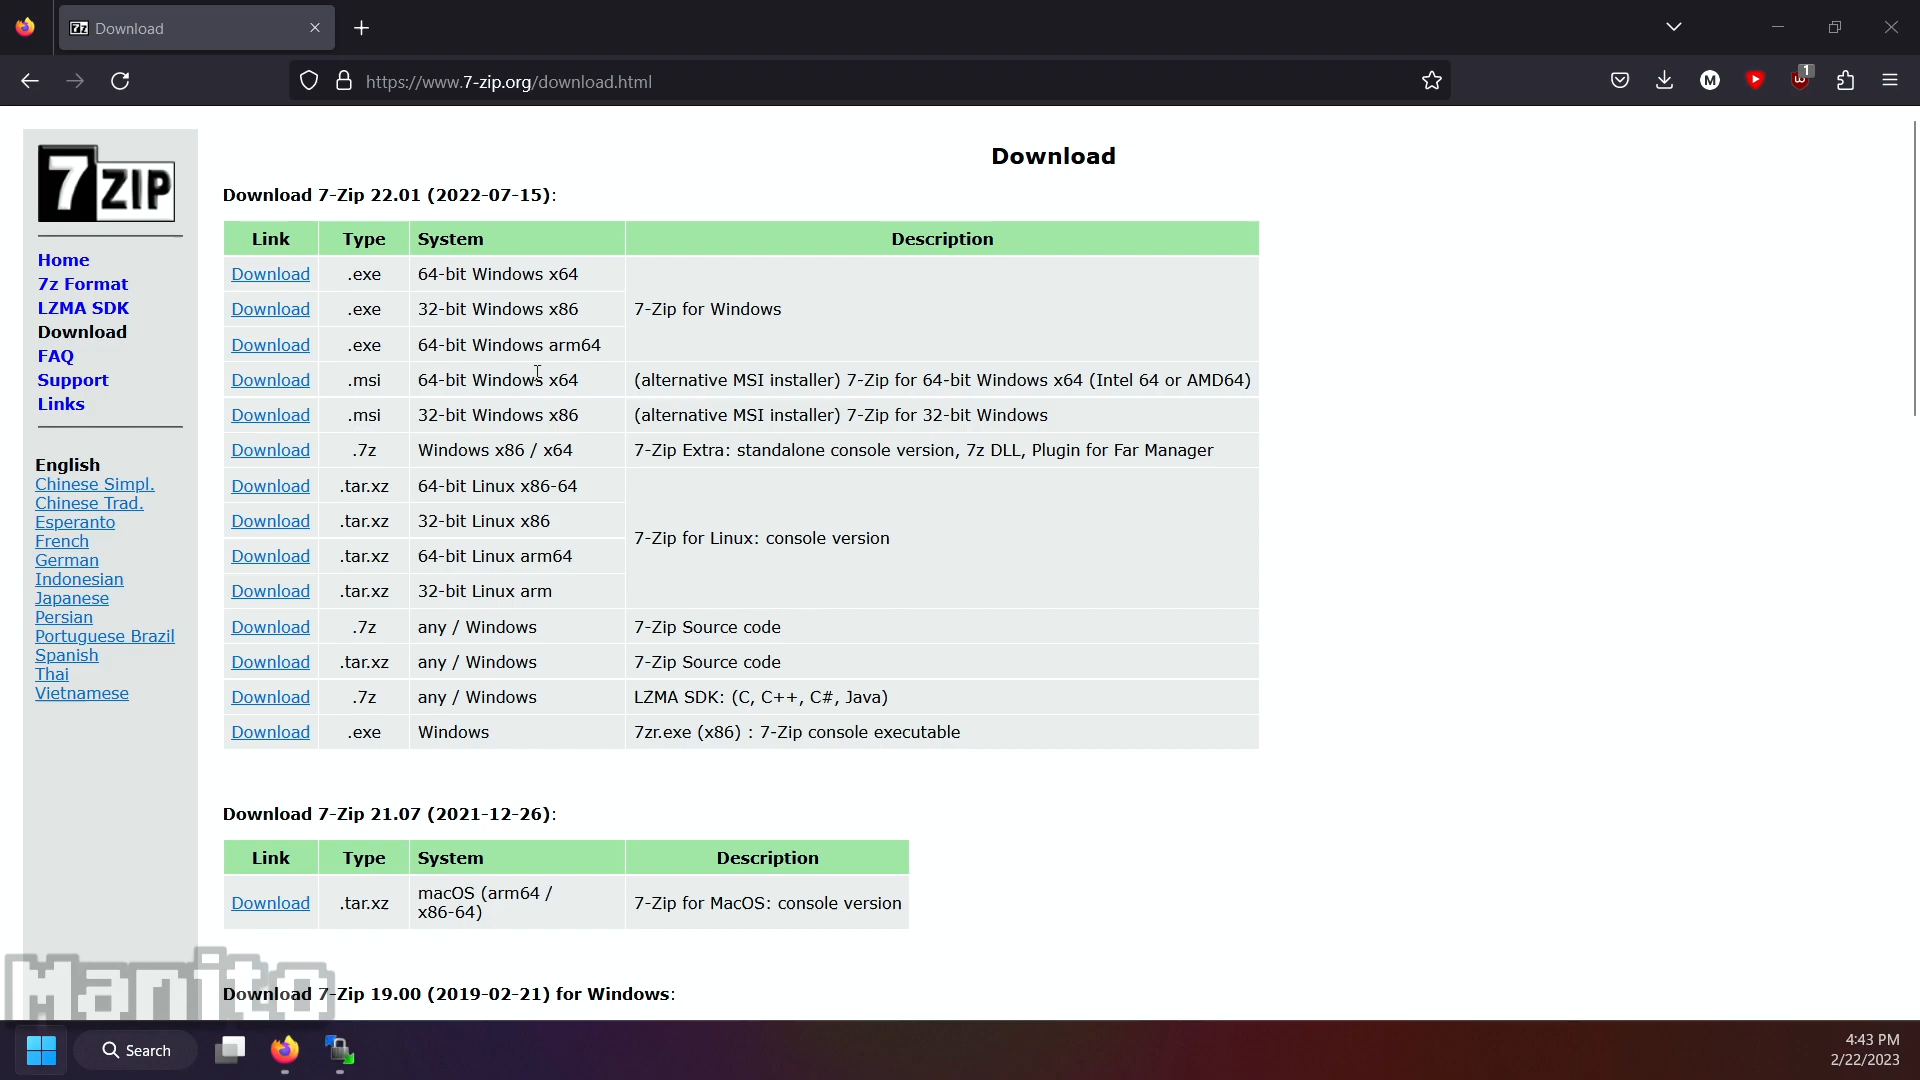 Download
https://www.7-zip.org/download.html
1
7ZIP
Home
7z Format
LZMA SDK
Download
FAQ
Support
Links
English
Chinese Simpl.
Chinese Trad.
Esperanto
French
German
Indonesian
Japanese
Persian
Portuguese Brazil
Spanish
Thai
Vietnamese
Download
Download 7-Zip 22.01 (2022-07-15):
Link Type System Description
Download .exe 64-bit Windows x64
Download .exe 32-bit Windows x86 7-Zip for Windows
Download .exe 64-bit Windows arm64
Download .msi 64-bit Windows x64 (alternative MSI installer) 7-Zip for 64-bit Windows x64 (Intel 64 or AMD64)
Download .msi 32-bit Windows x86 (alternative MSI installer) 7-Zip for 32-bit Windows
Download .7z Windows x86 / x64 7-Zip Extra: standalone console version, 7z DLL, Plugin for Far Manager
Download .tar.xz 64-bit Linux x86-64
Download .tar.xz 32-bit Linux x86
7-Zip for Linux: console version
Download .tar.xz 64-bit Linux arm64
Download .tar.xz 32-bit Linux arm
Download .7z any / Windows 7-Zip Source code
Download .tar.xz any / Windows 7-Zip Source code
Download .7z any / Windows LZMA SDK: (C, C++, C#, Java)
Download .exe Windows 7zr.exe (x86) : 7-Zip console executable
Download 7-Zip 21.07 (2021-12-26):
Link Type System Description
Download .tar.xz macOS (arm64 / x86-64) 7-Zip for MacOS: console version
Download 7-Zip 19.00 (2019-02-21) for Windows:
Manito
Search
4:43 PM
2/22/2023